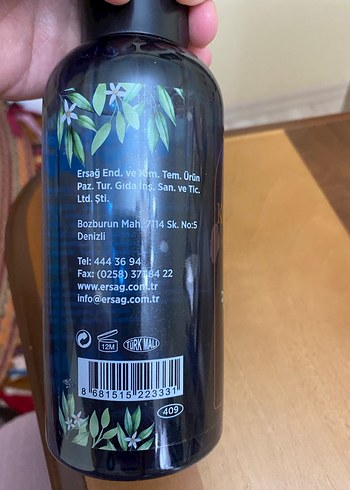 Ersağ End. ve Kim. Tem. Ürün
Paz. Tur. Gıda İnş. San. ve Tic.
Ltd. Şti.
Bozburun Mah. 7114 Sk. No:5
Denizli
Tel: 444 36 94
Fax: (0258) 371 84 22
www.ersag.com.tr
info@ersag.com.tr
12M
TÜRK MALI
8 681515 223331
409